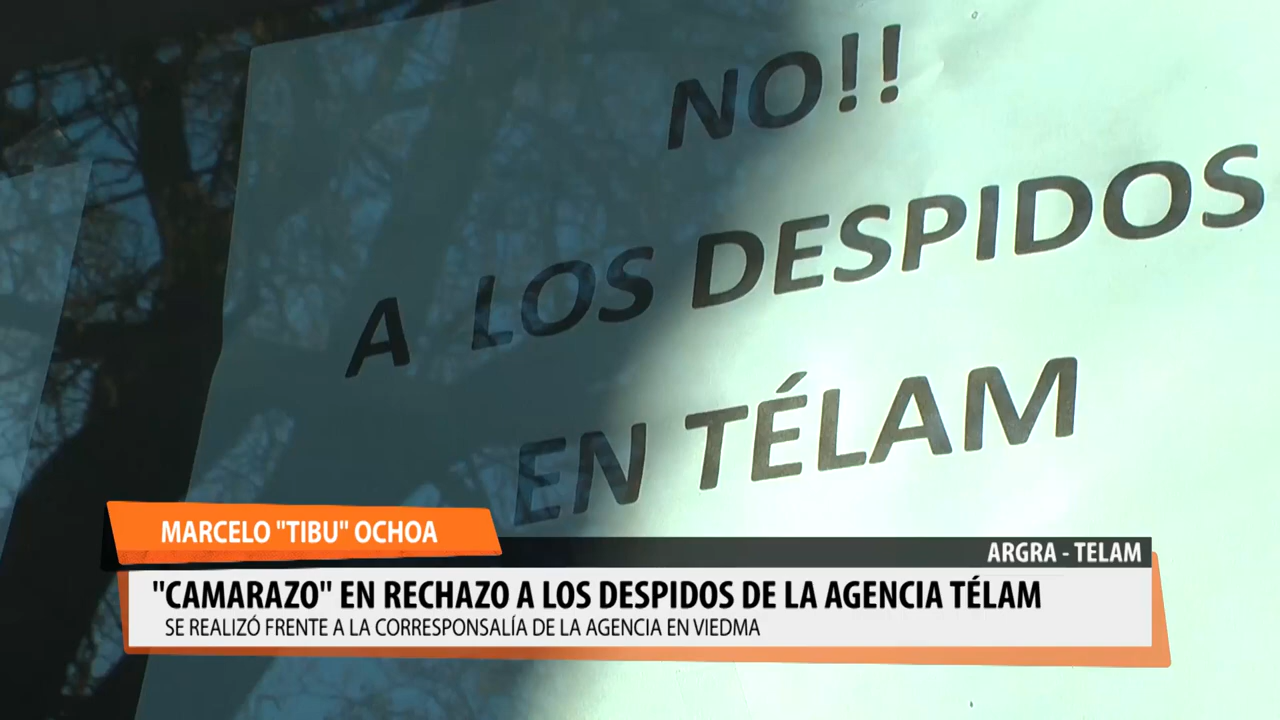 NO!!
A LOS DESPIDOS
EN TÉLAM
MARCELO "TIBU" OCHOA
ARGRA - TELAM
"CAMARAZO" EN RECHAZO A LOS DESPIDOS DE LA AGENCIA TÉLAM
SE REALIZÓ FRENTE A LA CORRESPONSALÍA DE LA AGENCIA EN VIEDMA